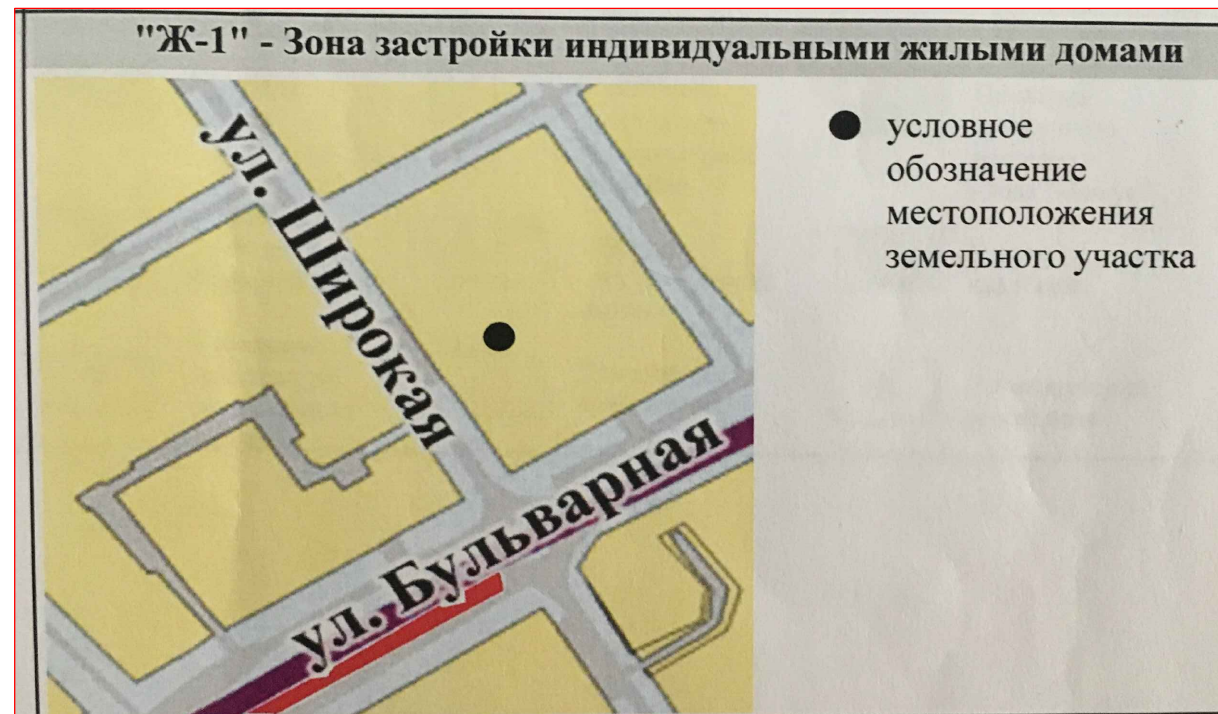 "Ж-1" - Зона застройки индивидуальными жилыми домами
ул. Широкая
ул. Бульварная
условное
обозначение
местоположения
земельного участка